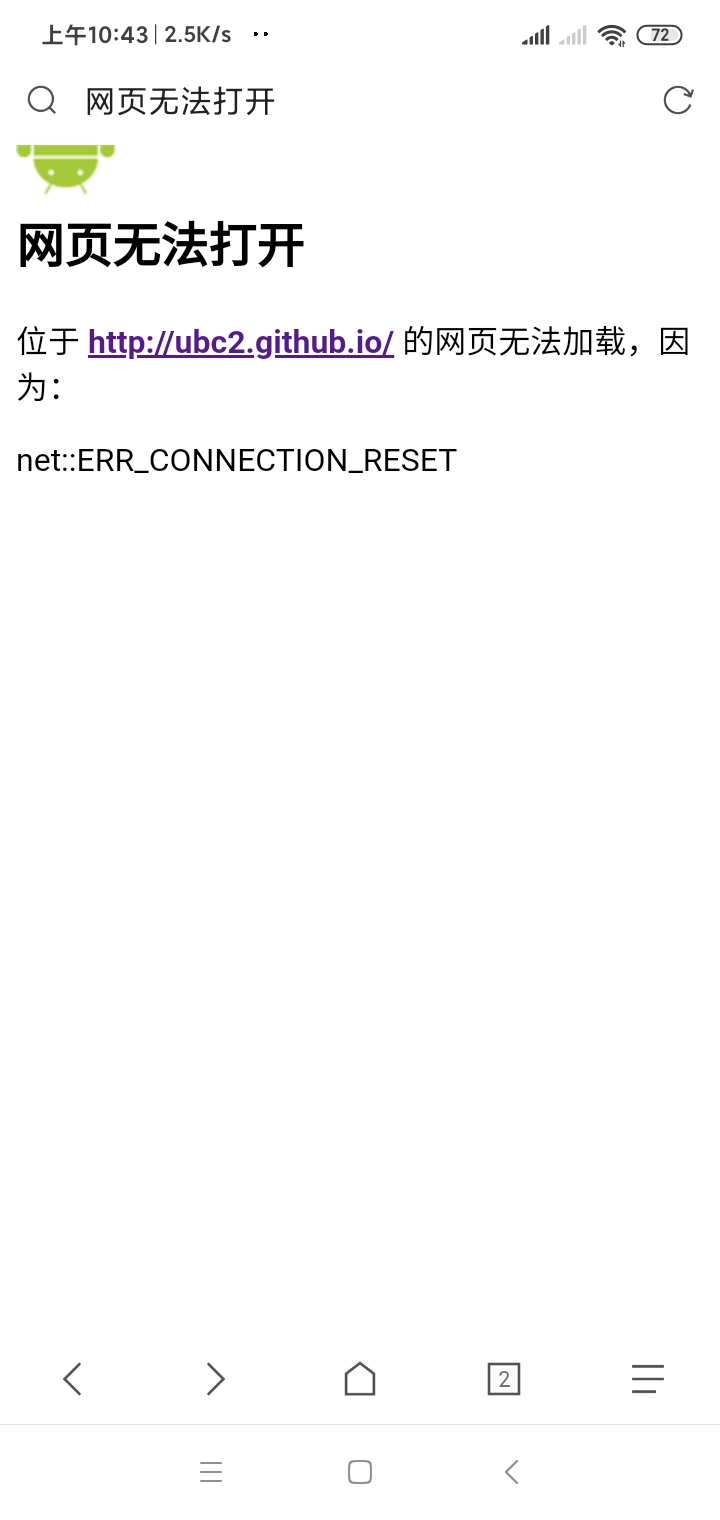 上午10:43 | 2.5K/s ··
72
网页无法打开
网页无法打开
位于 http://ubc2.github.io/ 的网页无法加载，因
为：
net::ERR_CONNECTION_RESET
2